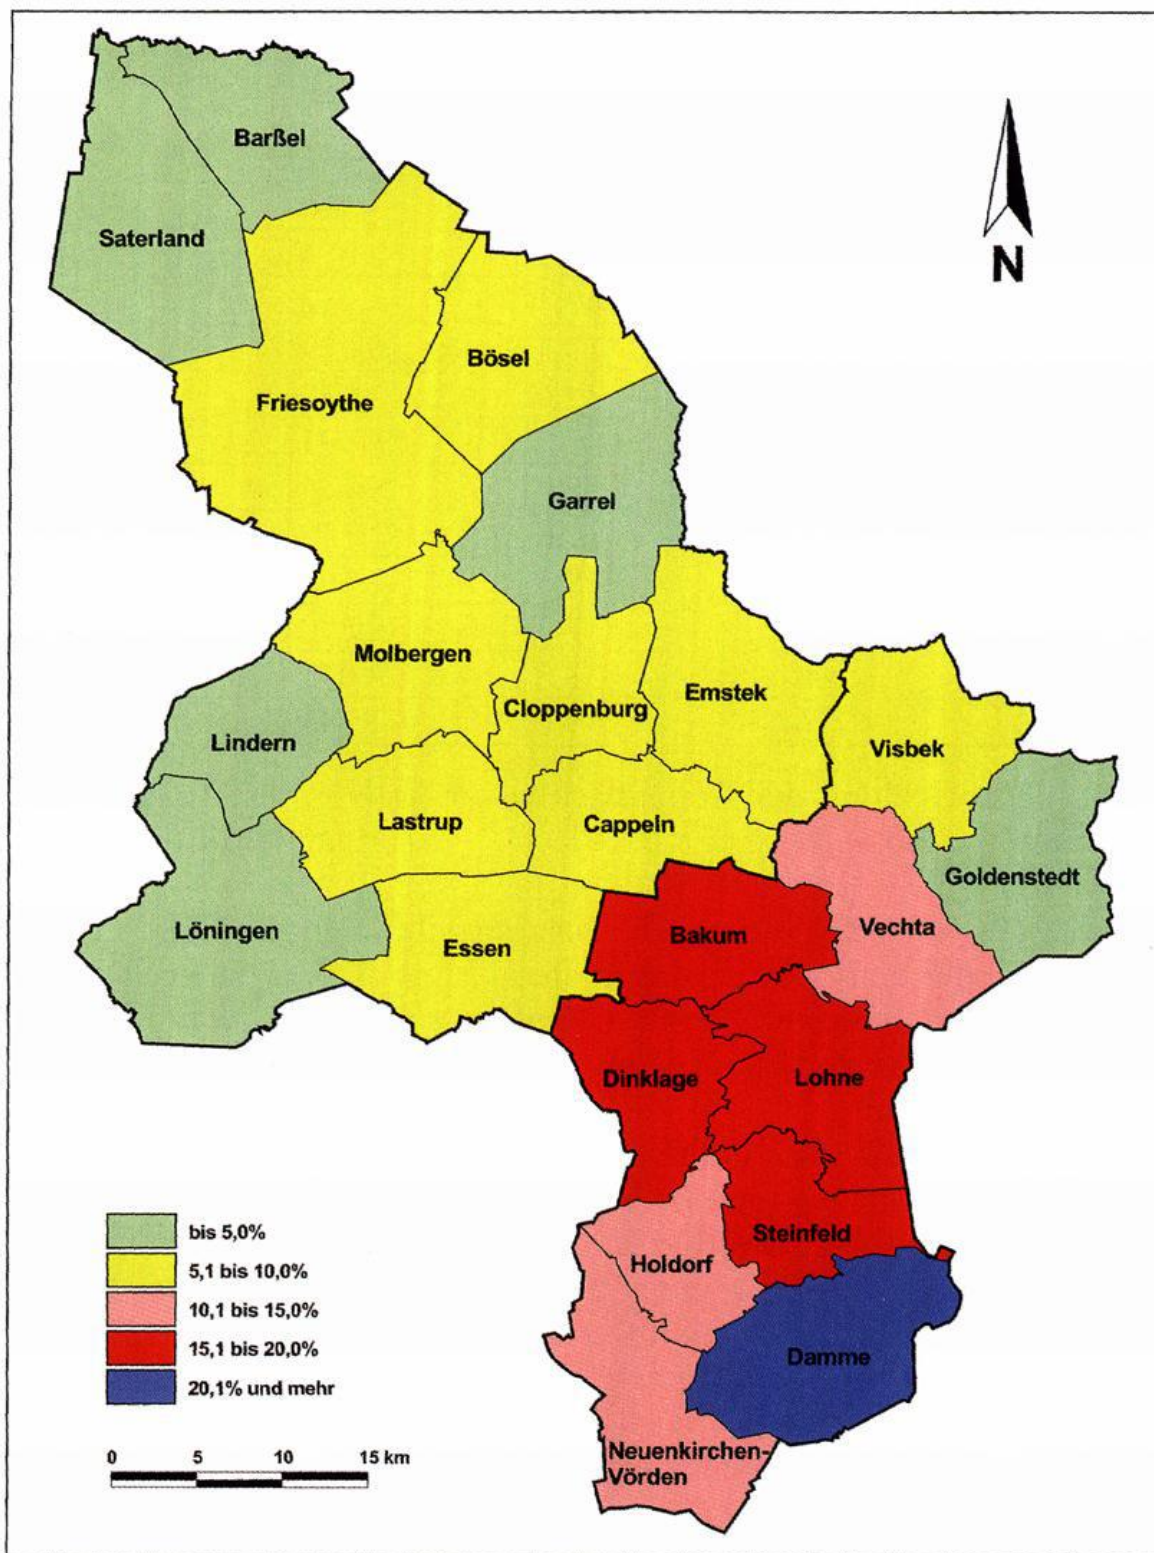 Barßel
Saterland
N
Bösel
Friesoythe
Garrel
Molbergen
Emstek
Cloppenburg
Lindern
Visbek
Lastrup
Cappeln
Goldenstedt
Löningen
Essen
Bakum
Vechta
Dinklage
Lohne
Steinfeld
Holdorf
Damme
Neuenkirchen-
Vörden
bis 5,0%
5,1 bis 10,0%
10,1 bis 15,0%
15,1 bis 20,0%
20,1% und mehr
0 5 10 15 km